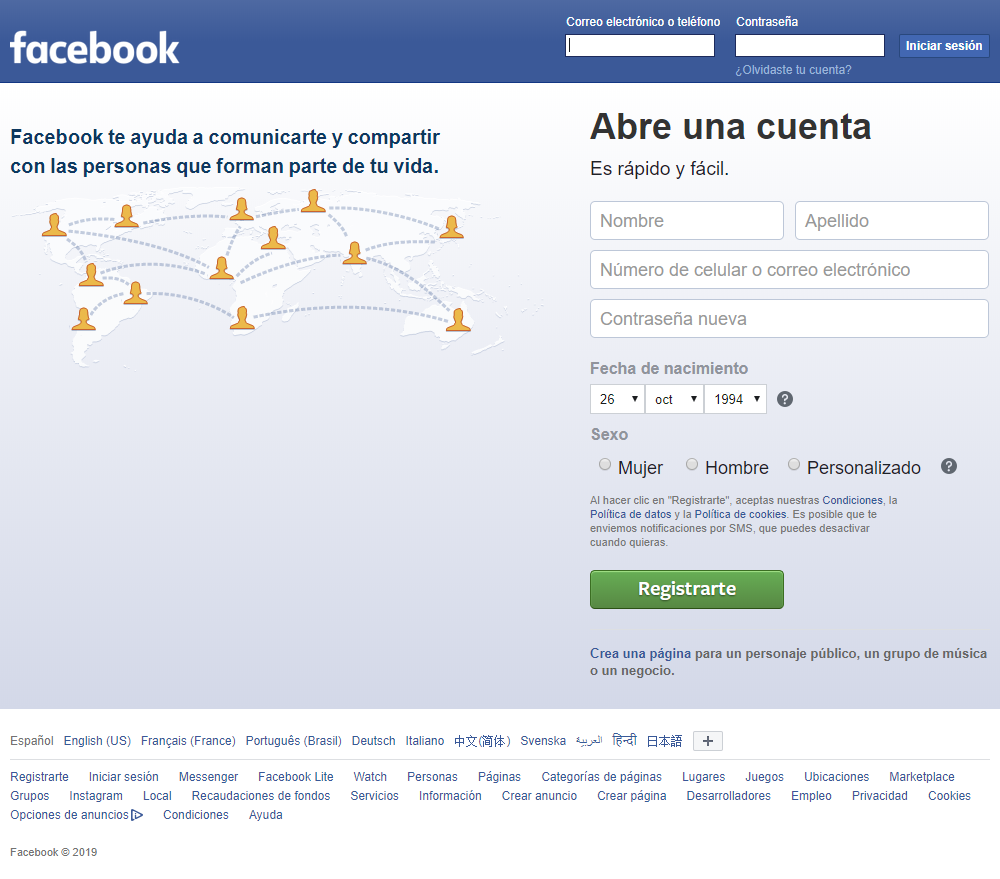 facebook
Correo electrónico o teléfono
Contraseña
Iniciar sesión
¿Olvidaste tu cuenta?
Facebook te ayuda a comunicarte y compartir
con las personas que forman parte de tu vida.
Abre una cuenta
Es rápido y fácil.
Nombre
Apellido
Número de celular o correo electrónico
Contraseña nueva
Fecha de nacimiento
26 oct 1994 ?
Sexo
Mujer Hombre Personalizado ?
Al hacer clic en "Registrarte", aceptas nuestras Condiciones, la
Política de datos y la Política de cookies. Es posible que te
enviemos notificaciones por SMS, que puedes desactivar
cuando quieras.
Registrarte
Crea una página para un personaje público, un grupo de música
o un negocio.
Español English (US) Français (France) Português (Brasil) Deutsch Italiano 中文(简体) Svenska العربية हिन्दी 日本語 +
Registrarte Iniciar sesión Messenger Facebook Lite Watch Personas Páginas Categorías de páginas Lugares Juegos Ubicaciones Marketplace
Grupos Instagram Local Recaudaciones de fondos Servicios Información Crear anuncio Crear página Desarrolladores Empleo Privacidad Cookies
Opciones de anuncios Condiciones Ayuda
Facebook © 2019